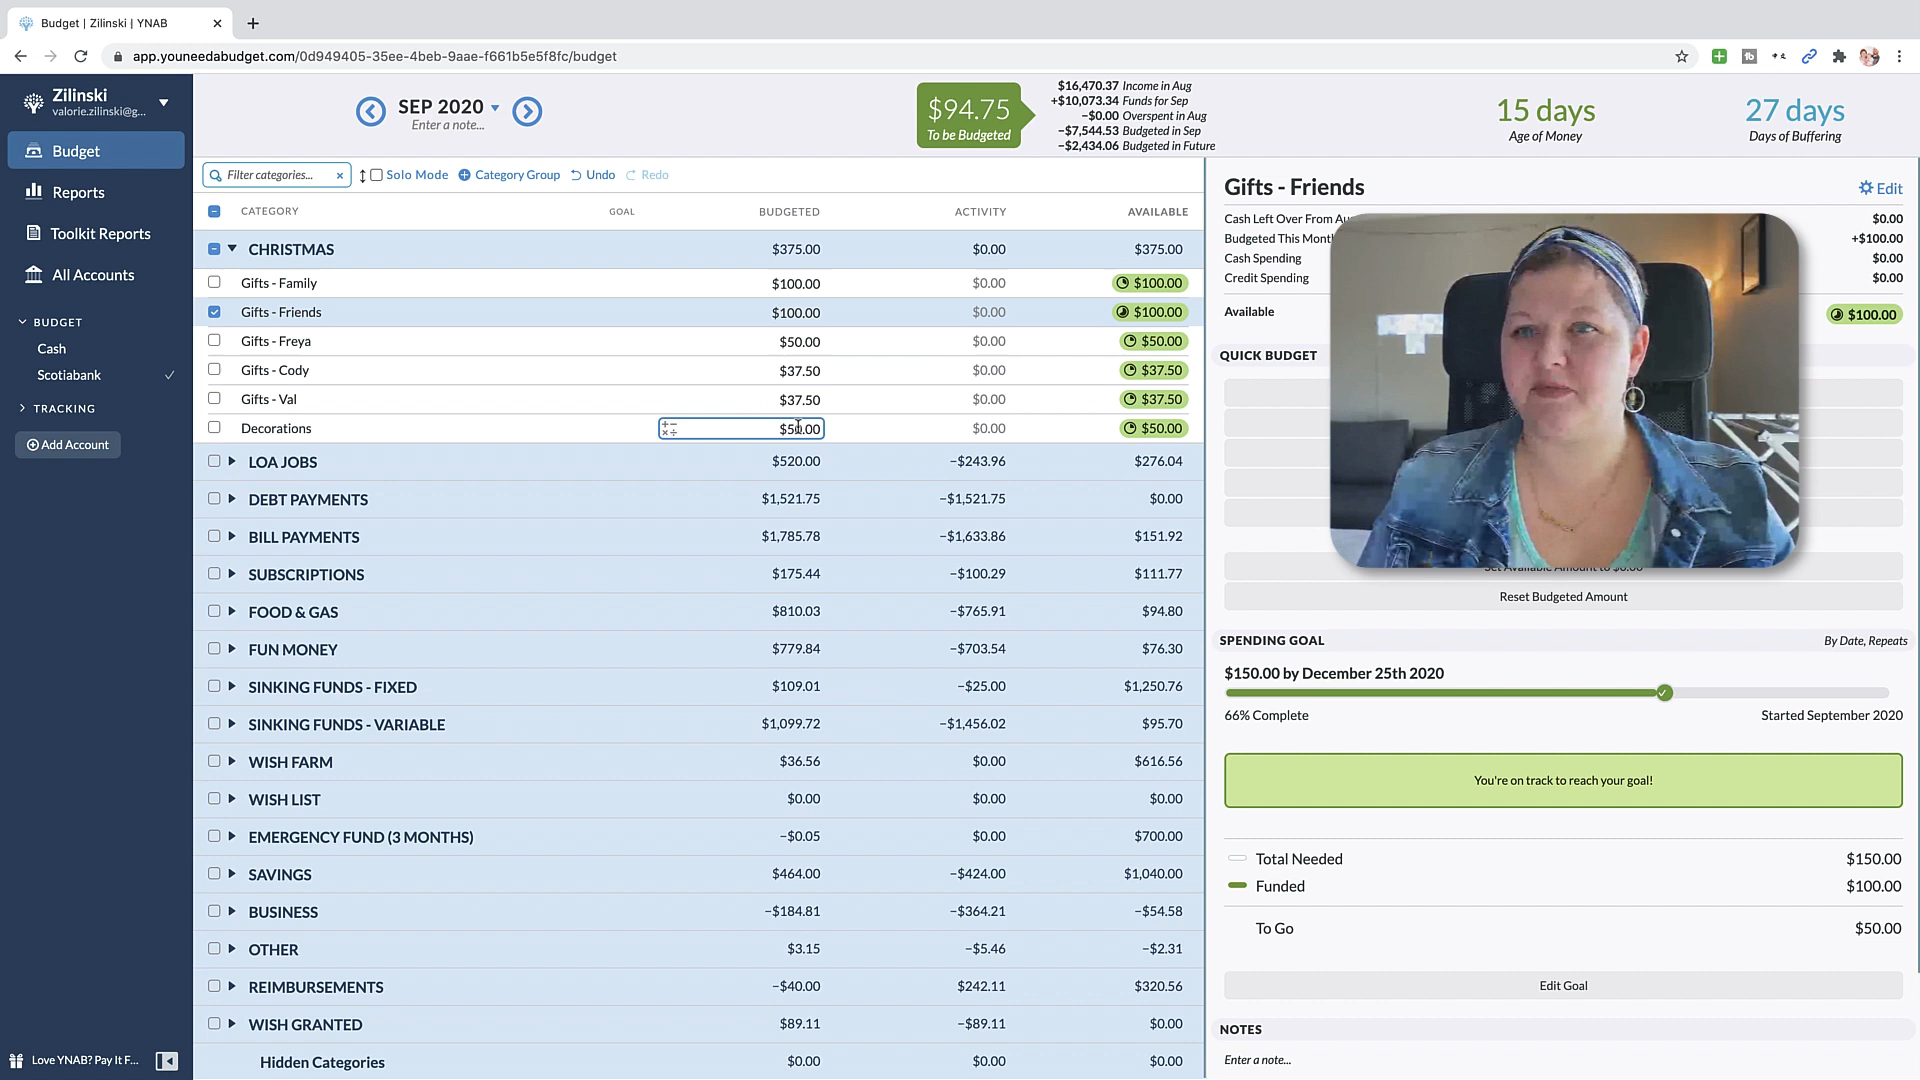 Budget | Zilinski | YNAB
app.youneedabudget.com/0d949405-35ee-4beb-9aae-f661b5e5f8fc/budget
Zilinski
valorie.zilinski@g...
Budget
Reports
Toolkit Reports
All Accounts
BUDGET
Cash
Scotiabank
TRACKING
Add Account
Love YNAB? Pay It F...
SEP 2020
Enter a note...
$94.75
To be Budgeted
$16,470.37 Income in Aug
+$10,073.34 Funds for Sep
−$0.00 Overspent in Aug
−$7,544.53 Budgeted in Sep
−$2,434.06 Budgeted in Future
15 days
Age of Money
27 days
Days of Buffering
Filter categories...
Solo Mode
Category Group
Undo
Redo
CATEGORY GOAL BUDGETED ACTIVITY AVAILABLE
CHRISTMAS $375.00 $0.00 $375.00
Gifts - Family $100.00 $0.00 $100.00
Gifts - Friends $100.00 $0.00 $100.00
Gifts - Freya $50.00 $0.00 $50.00
Gifts - Cody $37.50 $0.00 $37.50
Gifts - Val $37.50 $0.00 $37.50
Decorations $50.00 $0.00 $50.00
LOA JOBS $520.00 −$243.96 $276.04
DEBT PAYMENTS $1,521.75 −$1,521.75 $0.00
BILL PAYMENTS $1,785.78 −$1,633.86 $151.92
SUBSCRIPTIONS $175.44 −$100.29 $111.77
FOOD & GAS $810.03 −$765.91 $94.80
FUN MONEY $779.84 −$703.54 $76.30
SINKING FUNDS - FIXED $109.01 −$25.00 $1,250.76
SINKING FUNDS - VARIABLE $1,099.72 −$1,456.02 $95.70
WISH FARM $36.56 $0.00 $616.56
WISH LIST $0.00 $0.00 $0.00
EMERGENCY FUND (3 MONTHS) −$0.05 $0.00 $700.00
SAVINGS $464.00 −$424.00 $1,040.00
BUSINESS −$184.81 −$364.21 −$54.58
OTHER $3.15 −$5.46 −$2.31
REIMBURSEMENTS −$40.00 $242.11 $320.56
WISH GRANTED $89.11 −$89.11 $0.00
Hidden Categories $0.00 $0.00 $0.00
Gifts - Friends
Edit
Cash Left Over From $0.00
Budgeted This Month +$100.00
Cash Spending $0.00
Credit Spending $0.00
Available $100.00
QUICK BUDGET
Set Available Amount to $0.00
Reset Budgeted Amount
SPENDING GOAL By Date, Repeats
$150.00 by December 25th 2020
66% Complete Started September 2020
You're on track to reach your goal!
Total Needed $150.00
Funded $100.00
To Go $50.00
Edit Goal
NOTES
Enter a note...